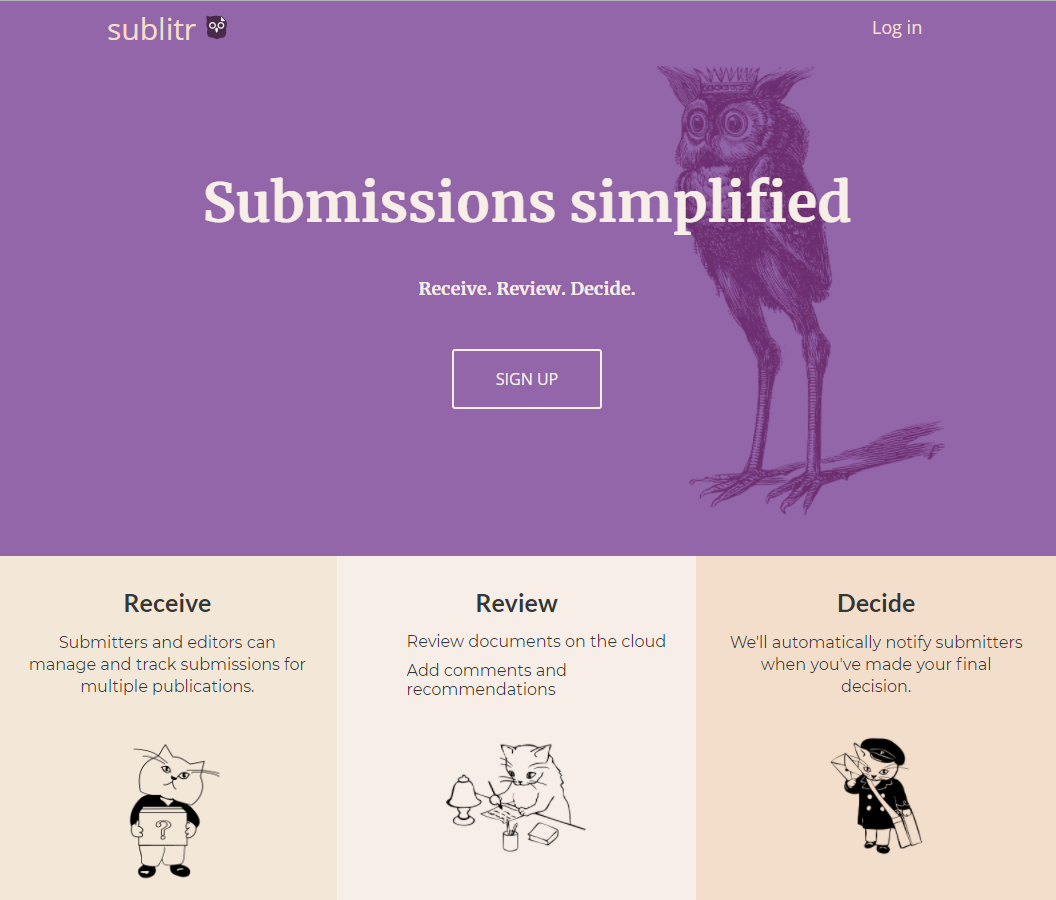 sublitr
Log in
Submissions simplified
Receive. Review. Decide.
SIGN UP
Receive
Submitters and editors can
manage and track submissions for
multiple publications.
Review
Review documents on the cloud
Add comments and
recommendations
Decide
We'll automatically notify submitters
when you've made your final
decision.
?